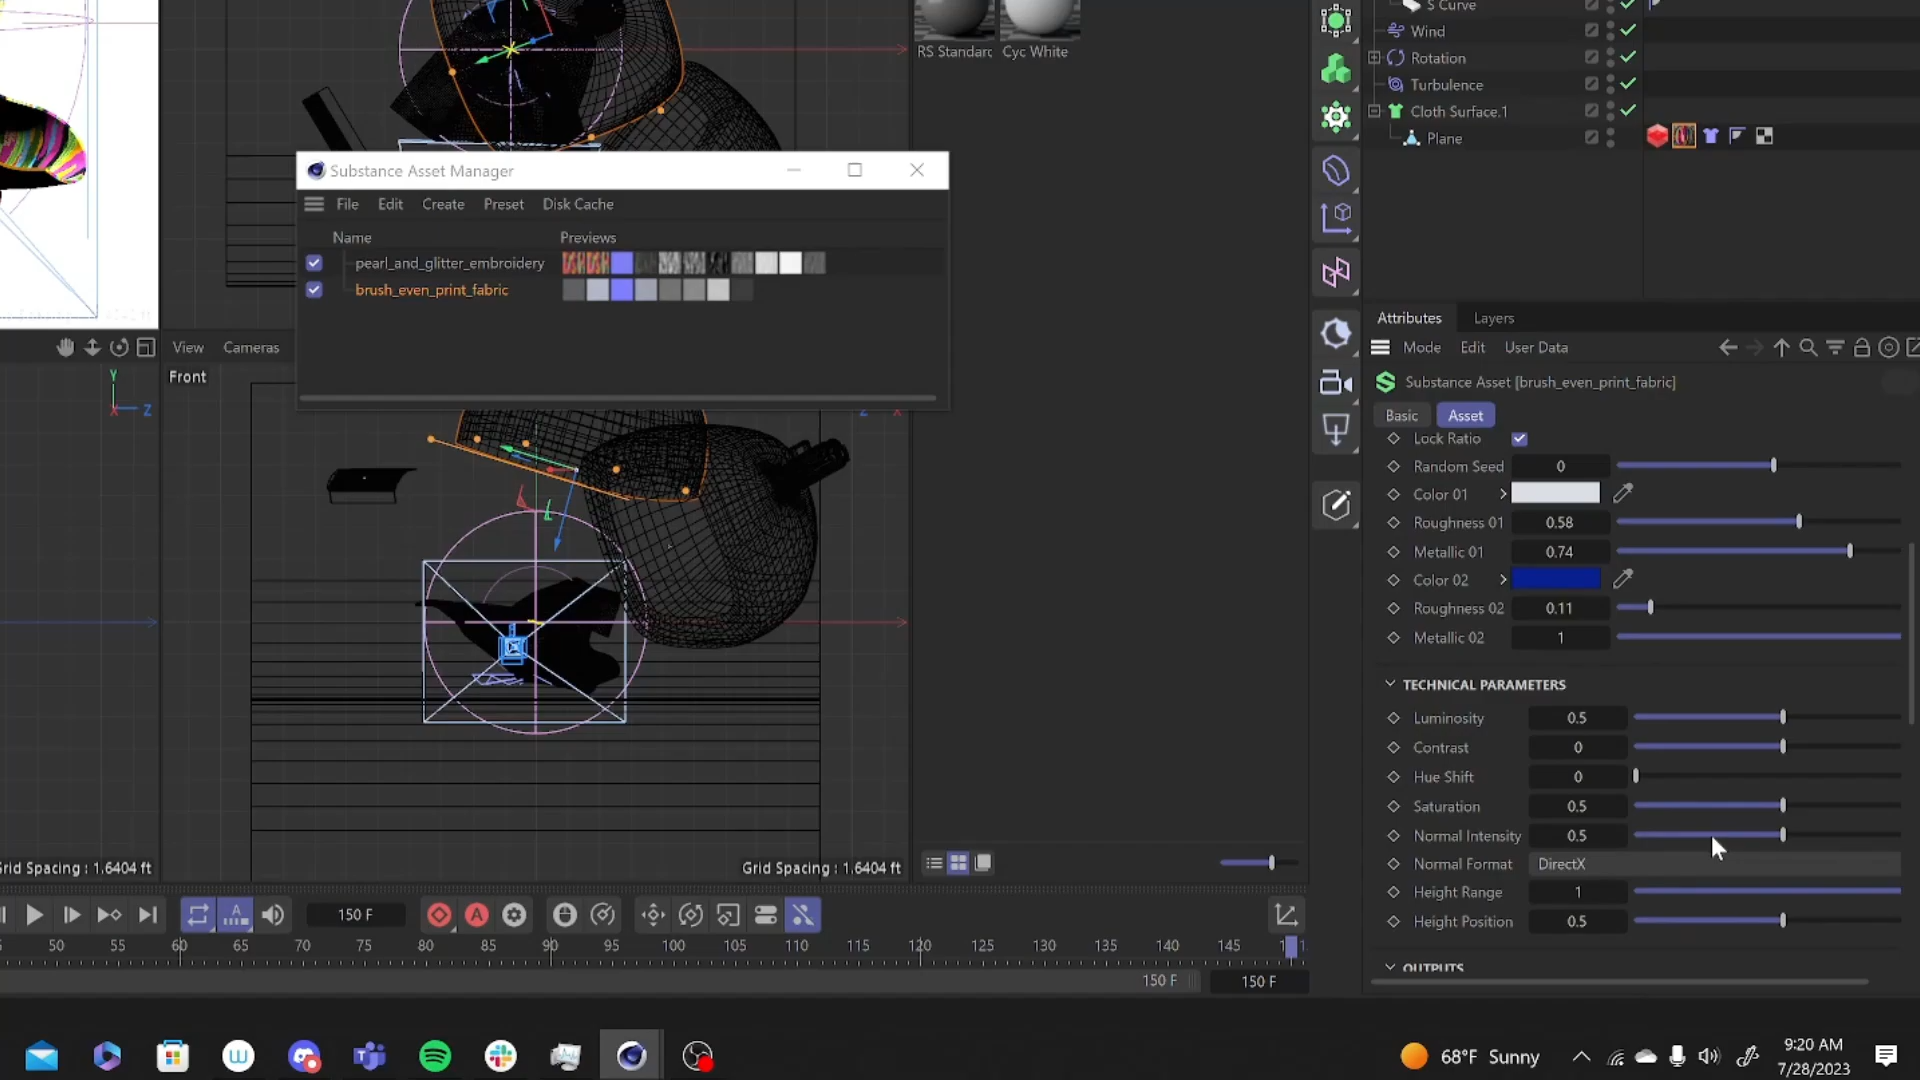 RS Standarc
Cyc White
S Curve
Wind
Rotation
Turbulence
Cloth Surface.1
Plane
Substance Asset Manager
File Edit Create Preset Disk Cache
Name Previews
pearl_and_glitter_embroidery
brush_even_print_fabric
View Cameras
Front
Y
X
Z
Z
X
Grid Spacing : 1.6404 ft
Grid Spacing : 1.6404 ft
Attributes Layers
Mode Edit User Data
Substance Asset [brush_even_print_fabric]
Basic Asset
Lock Ratio
Random Seed 0
Color 01
Roughness 01 0.58
Metallic 01 0.74
Color 02
Roughness 02 0.11
Metallic 02 1
TECHNICAL PARAMETERS
Luminosity 0.5
Contrast 0
Hue Shift 0
Saturation 0.5
Normal Intensity 0.5
Normal Format DirectX
Height Range 1
Height Position 0.5
OUTPUTS
150 F
50 55 60 65 70 75 80 85 90 95 100 105 110 115 120 125 130 135 140 145
150 F
150 F
68°F Sunny
9:20 AM
7/28/2023